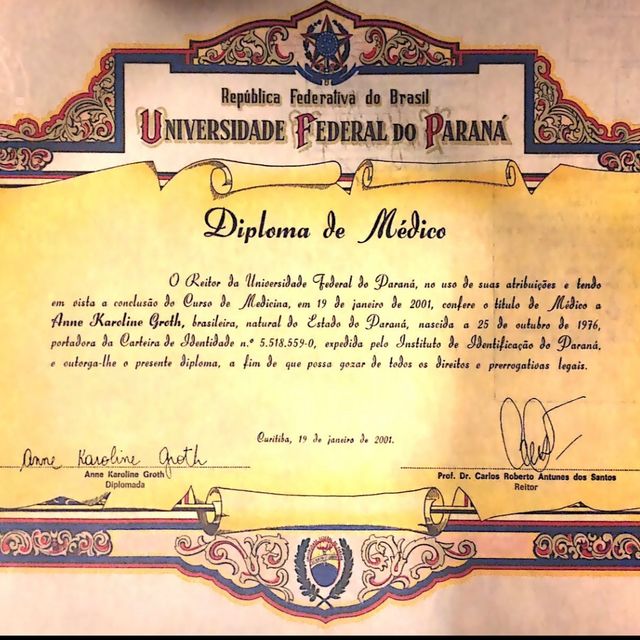 República Federativa do Brasil
UNIVERSIDADE FEDERAL DO PARANÁ
Diploma de Médico
O Reitor da Universidade Federal do Paraná, no uso de suas atribuições e tendo
em vista a conclusão do Curso de Medicina, em 19 de janeiro de 2001, confere o título de Médico a
Anne Karoline Groth, brasileira, natural do Estado do Paraná, nascida a 25 de outubro de 1976,
portadora da Carteira de Identidade n.º 5.518.559-0, expedida pelo Instituto de Identificação do Paraná,
e outorga-lhe o presente diploma, a fim de que possa gozar de todos os direitos e prerrogativas legais.
Curitiba, 19 de janeiro de 2001.
Anne Karoline Groth
Anne Karoline Groth
Diplomada
Prof. Dr. Carlos Roberto Antunes dos Santos
Reitor